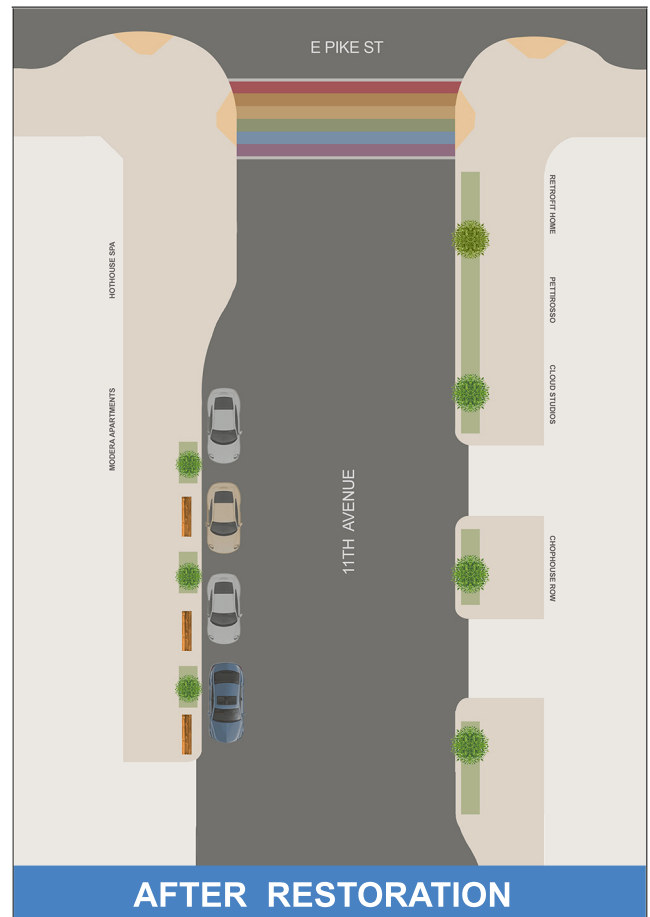 E PIKE ST
RETROFIT HOME
HOTHOUSE SPA
PETTIROSSO
CLOUD STUDIOS
MODERA APARTMENTS
11TH AVENUE
CHOPHOUSE ROW
AFTER RESTORATION